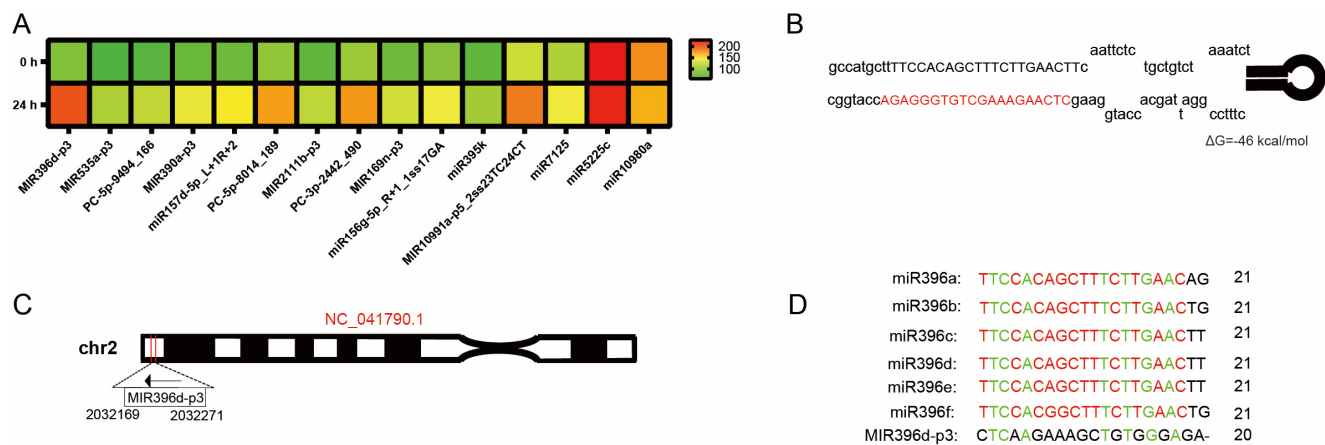 A
0 h
24 h
200
150
100
MIR396d-p3
MIR535a-p3
PC-5p-9494_166
MIR390a-p3
miR157d-5p_L+1R+2
PC-5p-8014_189
MIR2111b-p3
PC-3p-2442_490
MIR169n-p3
miR156g-5p_R+1_1ss17GA
miR395k
MIR10991a-p5_2ss23TC24CT
miR7125
miR5225c
miR10980a
B
aattctc aaatct
gccatgcttTTCCACAGCTTTCTTGAACTTc tgctgtct
cggtaccAGAGGGTGTCGAAAGAACTCgaag acgat agg
gtacc t cctttc
ΔG=-46 kcal/mol
C
NC_041790.1
chr2
MIR396d-p3
2032169 2032271
D
miR396a: TTCCACAGCTTTCTTGAACAG 21
miR396b: TTCCACAGCTTTCTTGAACTG 21
miR396c: TTCCACAGCTTTCTTGAACTT 21
miR396d: TTCCACAGCTTTCTTGAACTT 21
miR396e: TTCCACAGCTTTCTTGAACTT 21
miR396f: TTCCACGGCTTTCTTGAACTG 21
MIR396d-p3: CTCAAGAAAGCTGTGGGAGA- 20